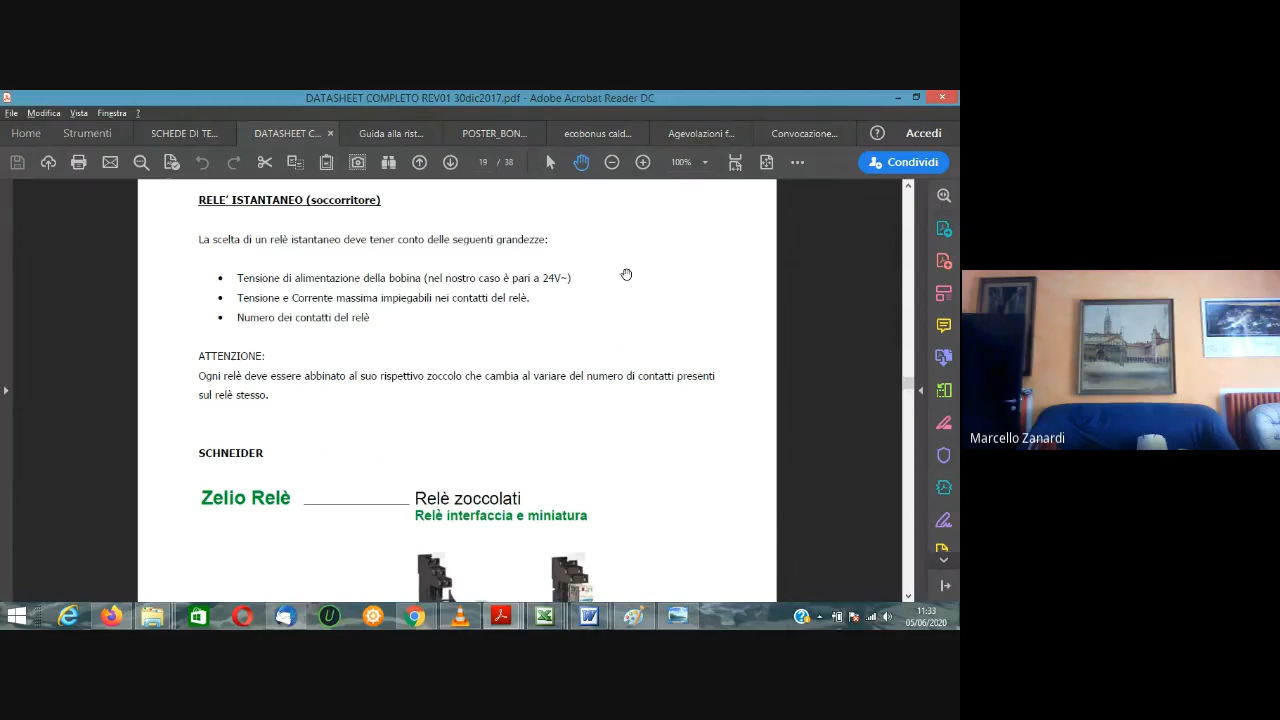 DATASHEET COMPLETO REV01 30dic2017.pdf - Adobe Acrobat Reader DC
File Modifica Vista Finestra ?
Home Strumenti SCHEDE DI TE... DATASHEET C... × Guida alla rist... POSTER_BON... ecobonus cald... Agevolazioni f... Convocazione... Accedi
19 / 38 100% Condividi
RELE’ ISTANTANEO (soccorritore)
La scelta di un relè istantaneo deve tener conto delle seguenti grandezze:
• Tensione di alimentazione della bobina (nel nostro caso è pari a 24V~)
• Tensione e Corrente massima impiegabili nei contatti del relè.
• Numero dei contatti del relè
ATTENZIONE:
Ogni relè deve essere abbinato al suo rispettivo zoccolo che cambia al variare del numero di contatti presenti
sul relè stesso.
SCHNEIDER
Zelio Relè Relè zoccolati
Relè interfaccia e miniatura
Marcello Zanardi
11:33
05/06/2020